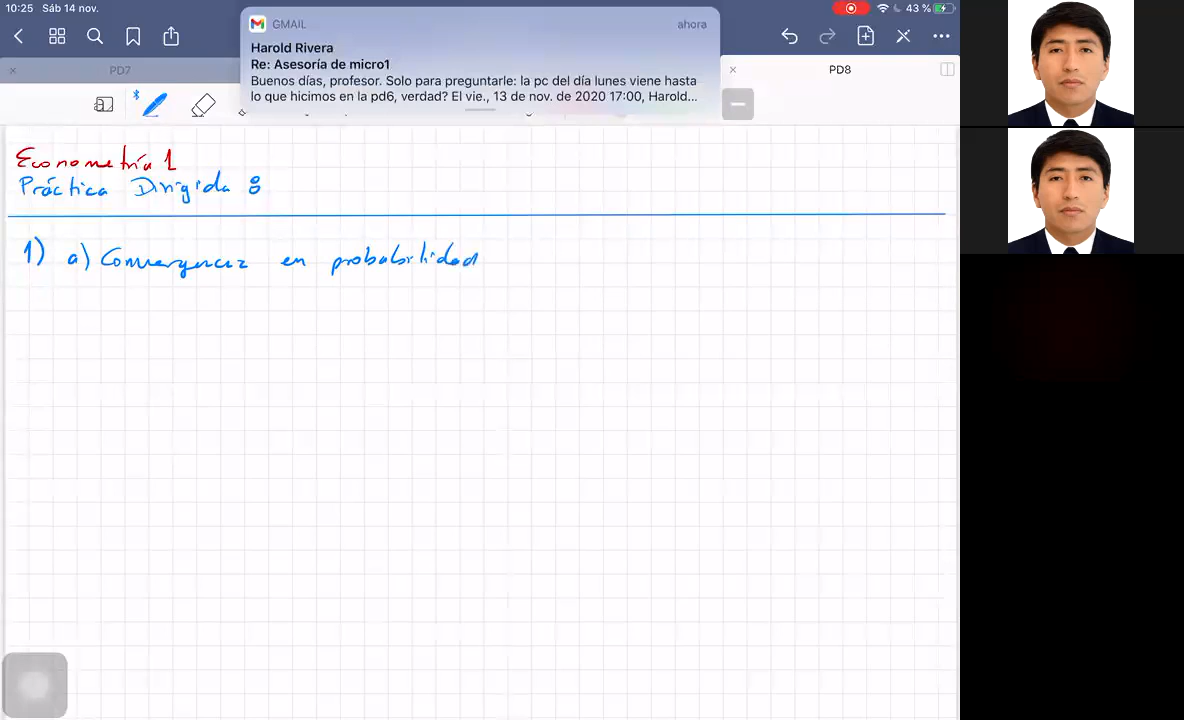 10:25 Sáb 14 nov.
43 %
GMAIL
ahora
Harold Rivera
Re: Asesoría de micro1
Buenos días, profesor. Solo para preguntarle: la pc del día lunes viene hasta
lo que hicimos en la pd6, verdad? El vie., 13 de nov. de 2020 17:00, Harold...
PD7
PD8
Econometría 1
Práctica Dirigida 8
1) a) Convergencia en probabilidad